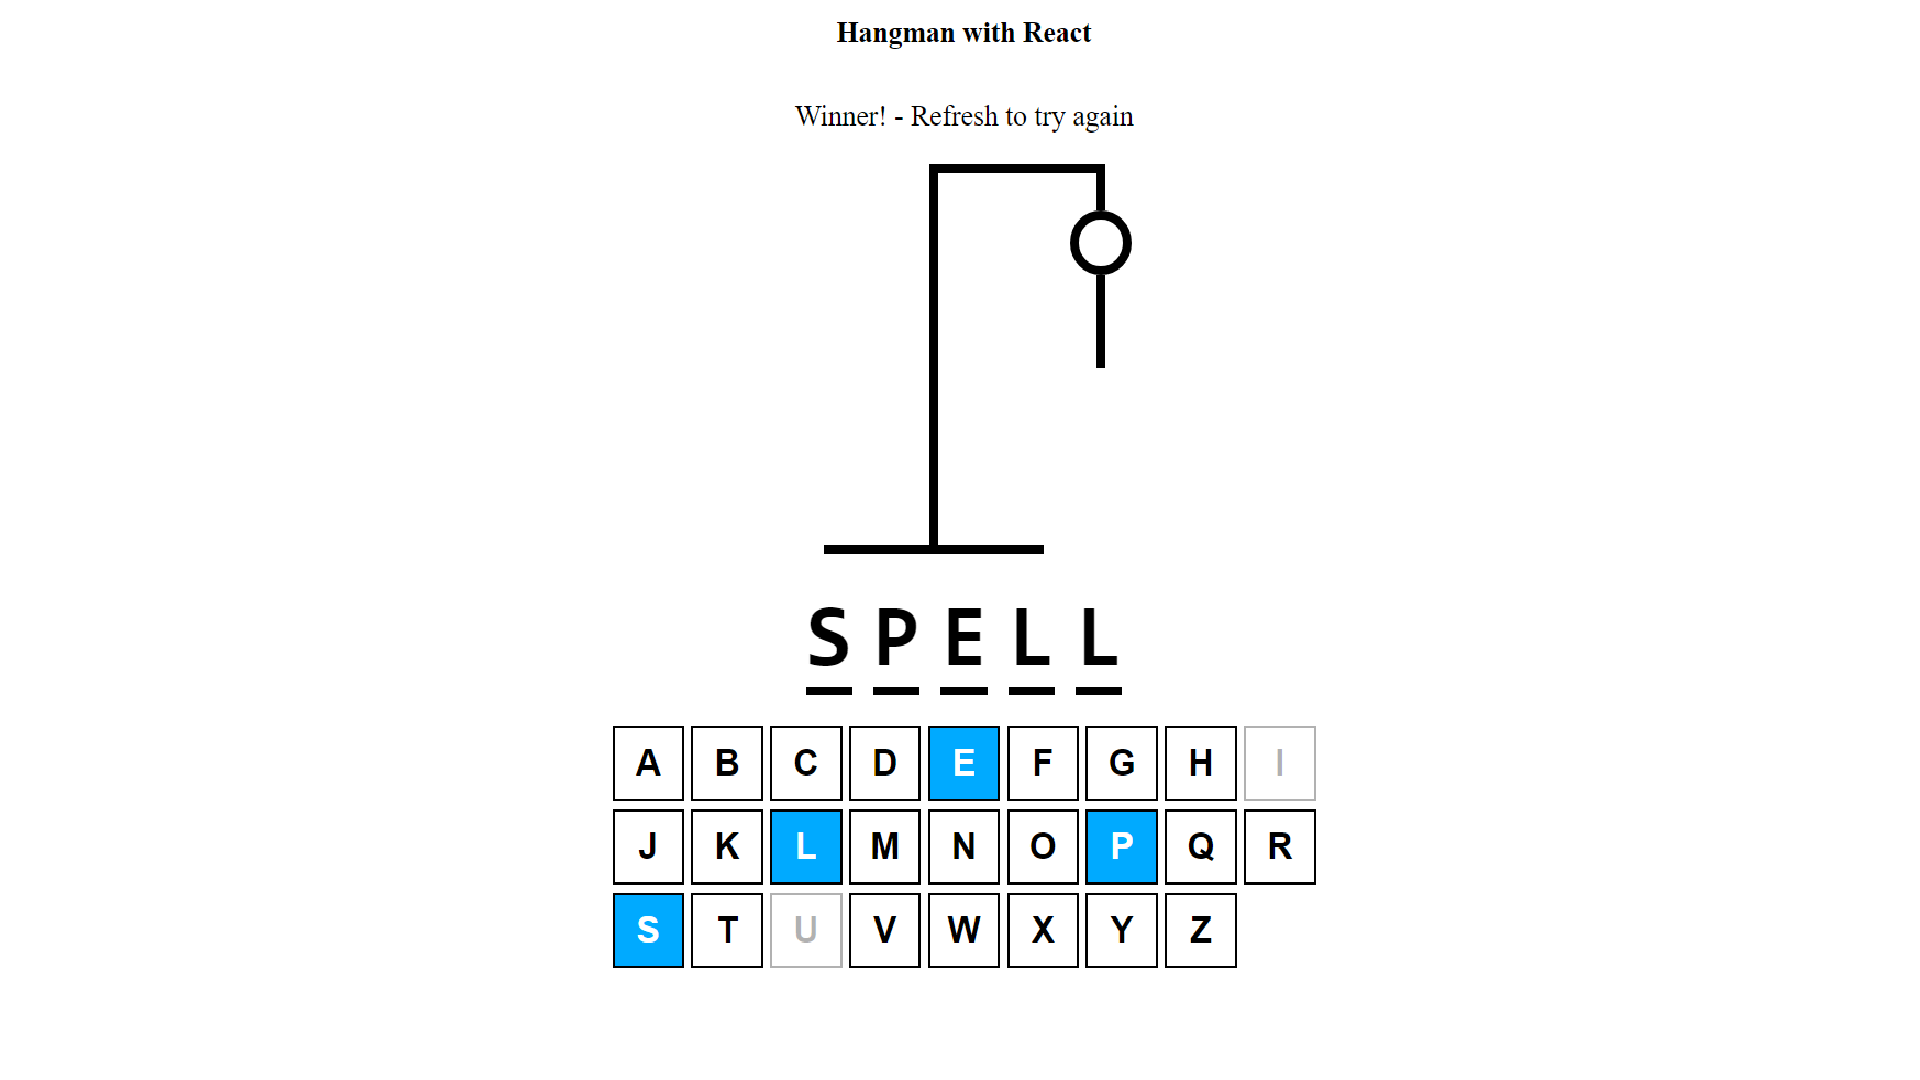 Hangman with React
Winner! - Refresh to try again
S P E L L
A B C D E F G H I
J K L M N O P Q R
S T U V W X Y Z